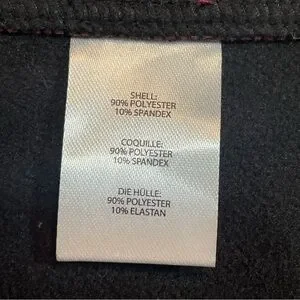 SHELL:
90% POLYESTER
10% SPANDEX
COQUILLE:
90% POLYESTER
10% SPANDEX
DIE HÜLLE:
90% POLYESTER
10% ELASTAN